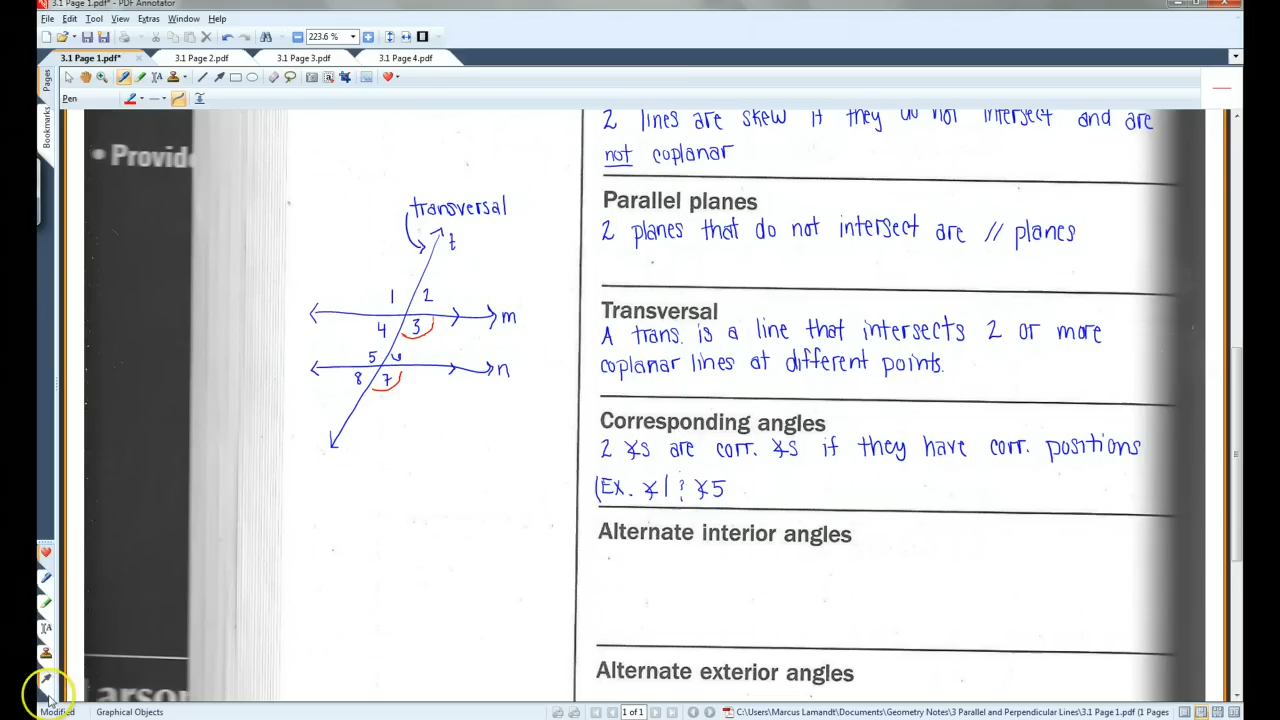 3.1 Page 1.pdf* - PDF Annotator
File Edit Tool View Extras Window Help
223.6 %
3.1 Page 1.pdf* 3.1 Page 2.pdf 3.1 Page 3.pdf 3.1 Page 4.pdf
Pen
Pages
Bookmarks
• Provide
2 lines are skew if they do not intersect and are
not coplanar
Parallel planes
2 planes that do not intersect are // planes
transversal
t
1 2
4 3 m
5 6
8 7 n
Transversal
A trans. is a line that intersects 2 or more
coplanar lines at different points.
Corresponding angles
2 ∡s are corr. ∡s if they have corr. positions
(Ex. ∡1 & ∡5
Alternate interior angles
Alternate exterior angles
Larson
Modified Graphical Objects 1 of 1 C:\Users\Marcus Lamandt\Documents\Geometry Notes\3 Parallel and Perpendicular Lines\3.1 Page 1.pdf (1 Pages